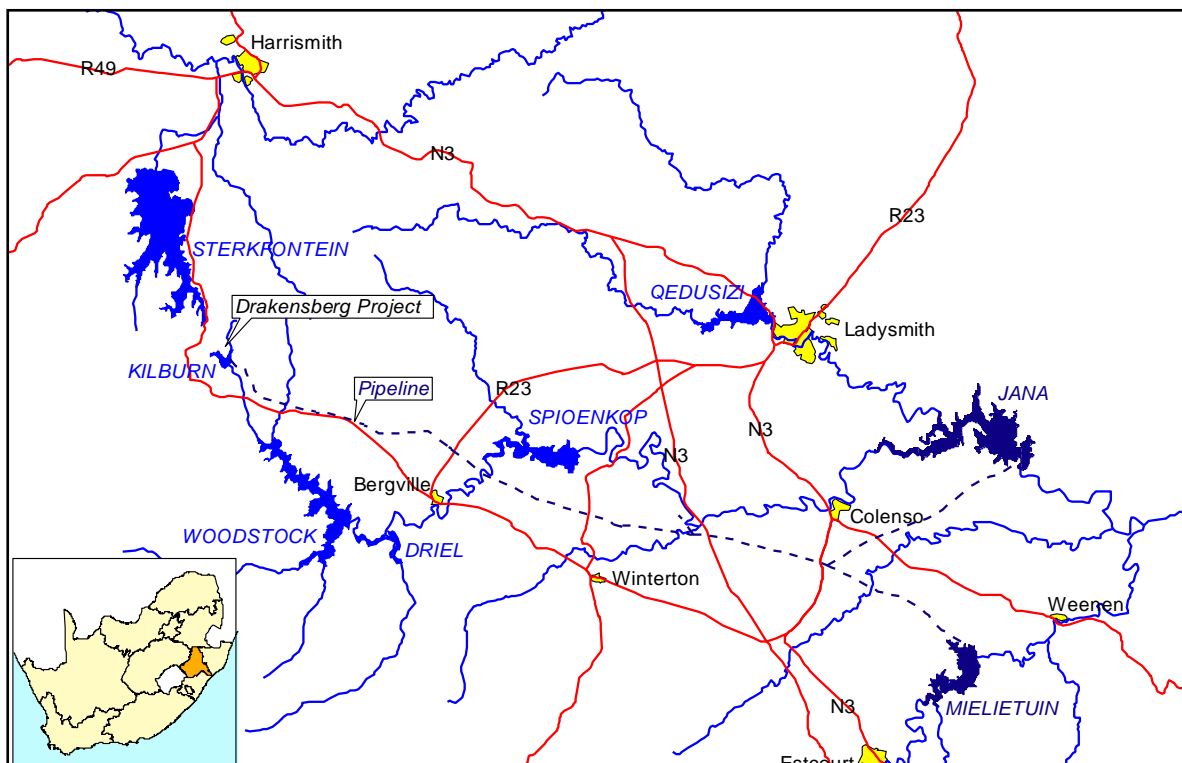 Harrismith
R49
N3
R23
STERKFONTEIN
QEDUSIZI
Drakensberg Project
Ladysmith
KILBURN
Pipeline
R23
JANA
SPIOENKOP
N3
N3
Bergville
Colenso
WOODSTOCK
DRIEL
Winterton
Weenen
MIELIETUIN
N3
Estcourt